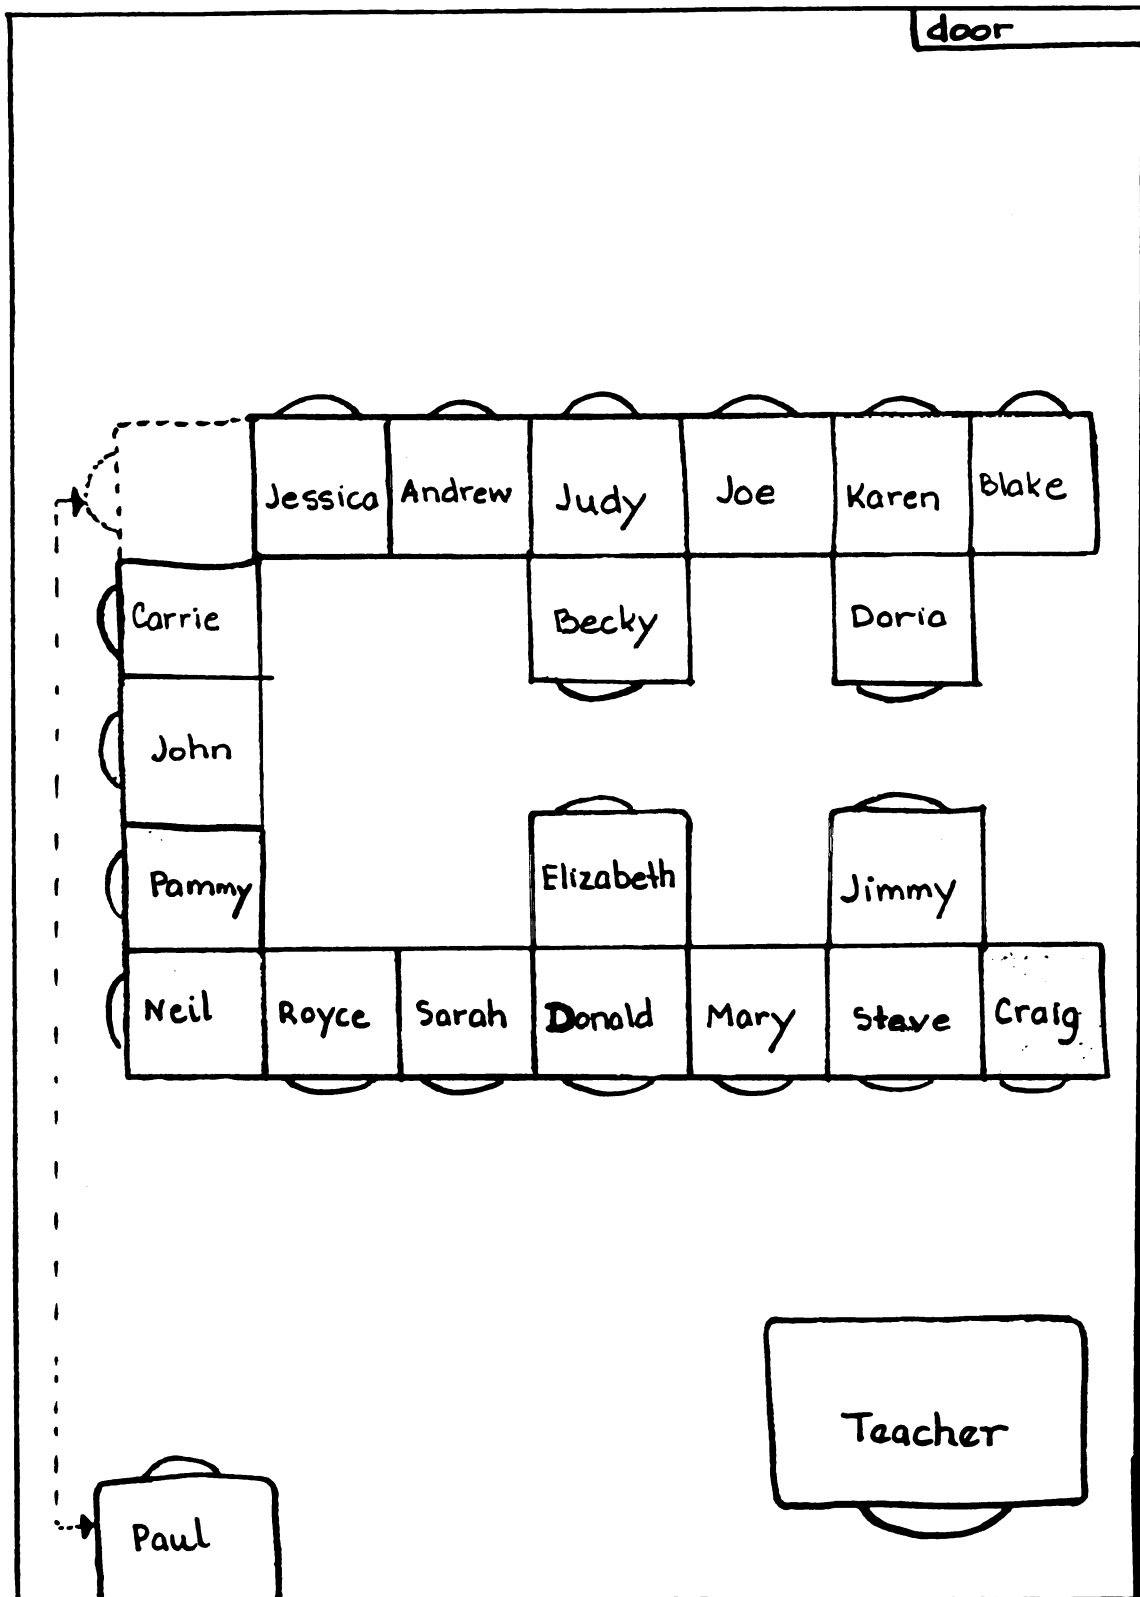 door
Jessica Andrew Judy Joe Karen Blake
Carrie Becky Doria
John
Pammy Elizabeth Jimmy
Neil Royce Sarah Donald Mary Steve Craig
Teacher
Paul